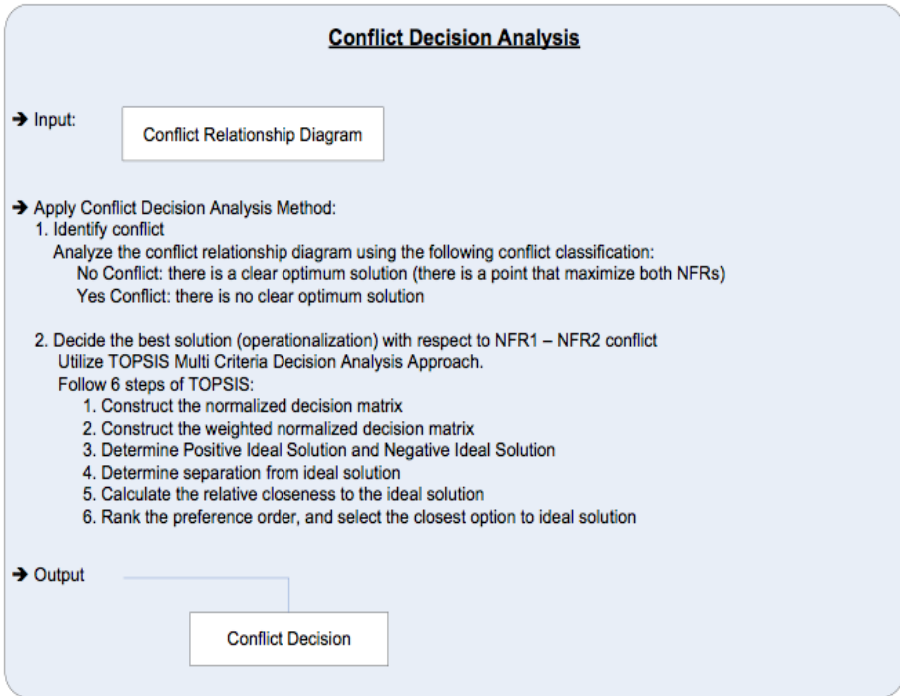 Conflict Decision Analysis
➔ Input:
Conflict Relationship Diagram
➔ Apply Conflict Decision Analysis Method:
1. Identify conflict
Analyze the conflict relationship diagram using the following conflict classification:
No Conflict: there is a clear optimum solution (there is a point that maximize both NFRs)
Yes Conflict: there is no clear optimum solution
2. Decide the best solution (operationalization) with respect to NFR1 – NFR2 conflict
Utilize TOPSIS Multi Criteria Decision Analysis Approach.
Follow 6 steps of TOPSIS:
1. Construct the normalized decision matrix
2. Construct the weighted normalized decision matrix
3. Determine Positive Ideal Solution and Negative Ideal Solution
4. Determine separation from ideal solution
5. Calculate the relative closeness to the ideal solution
6. Rank the preference order, and select the closest option to ideal solution
➔ Output
Conflict Decision